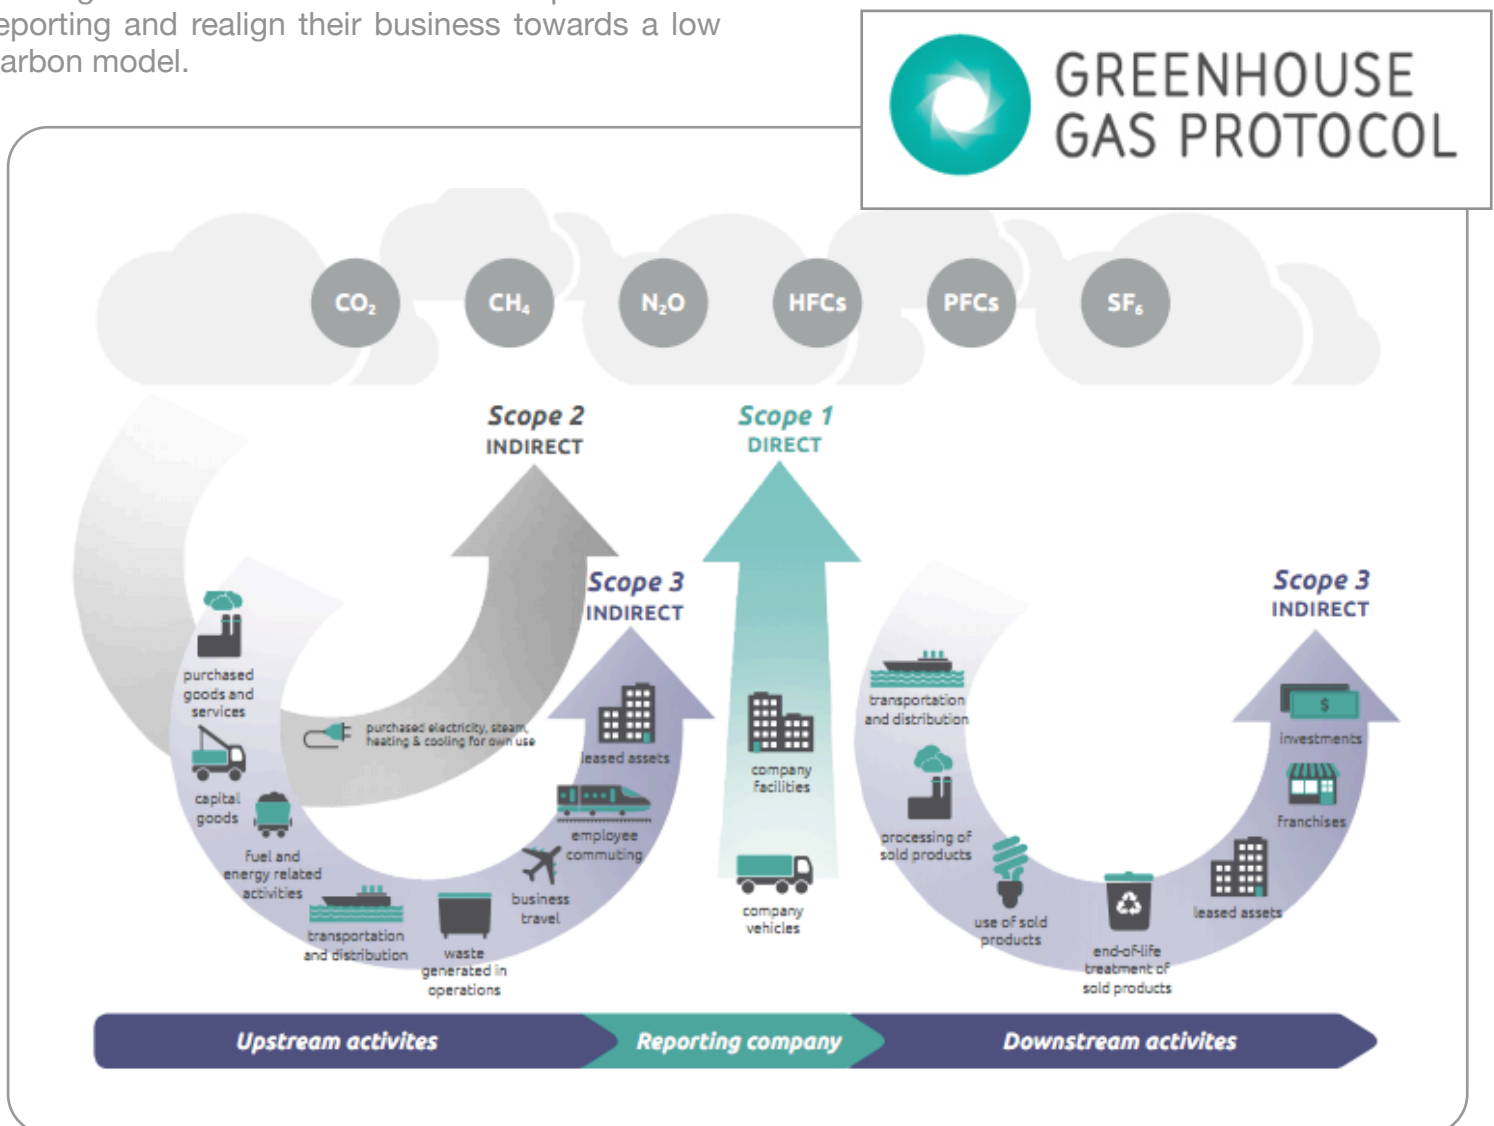 eporting and realign their business towards a low
arbon model.
GREENHOUSE
GAS PROTOCOL
CO₂
CH₄
N₂O
HFCs
PFCs
SF₆
Scope 2
INDIRECT
Scope 1
DIRECT
Scope 3
INDIRECT
Scope 3
INDIRECT
purchased
goods and
services
capital
goods
fuel and
energy related
activities
transportation
and distribution
waste
generated in
operations
business
travel
employee
commuting
leased assets
purchased electricity, steam,
heating & cooling for own use
company
facilities
company
vehicles
transportation
and distribution
processing of
sold products
use of sold
products
end-of-life
treatment of
sold products
leased assets
franchises
investments
$
Upstream activites
Reporting company
Downstream activites